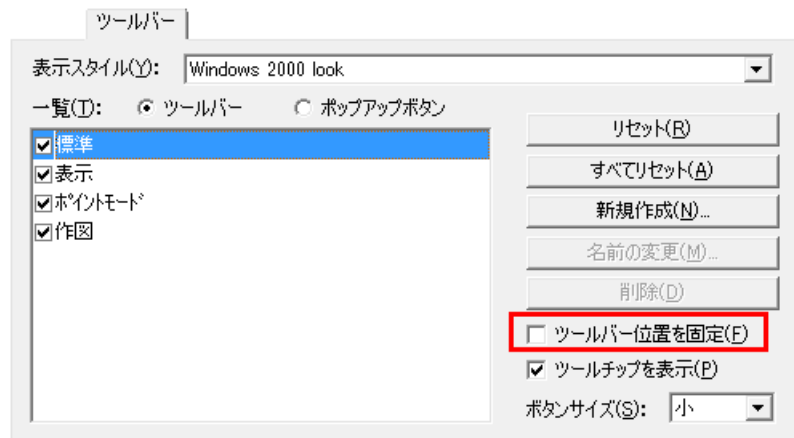 ツールバー
表示スタイル(Y): Windows 2000 look
一覧(T): ツールバー ポップアップボタン
標準
表示
ポイントモード
作図
リセット(R)
すべてリセット(A)
新規作成(N)...
名前の変更(M)...
削除(D)
ツールバー位置を固定(F)
ツールチップを表示(P)
ボタンサイズ(S): 小